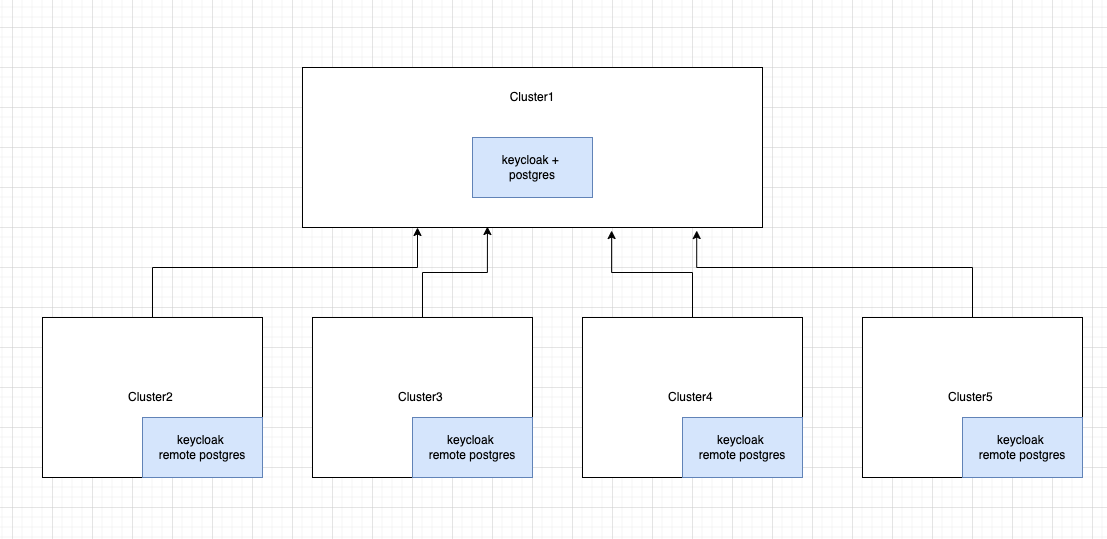 Cluster1
keycloak +
postgres
Cluster2
keycloak
remote postgres
Cluster3
keycloak
remote postgres
Cluster4
keycloak
remote postgres
Cluster5
keycloak
remote postgres